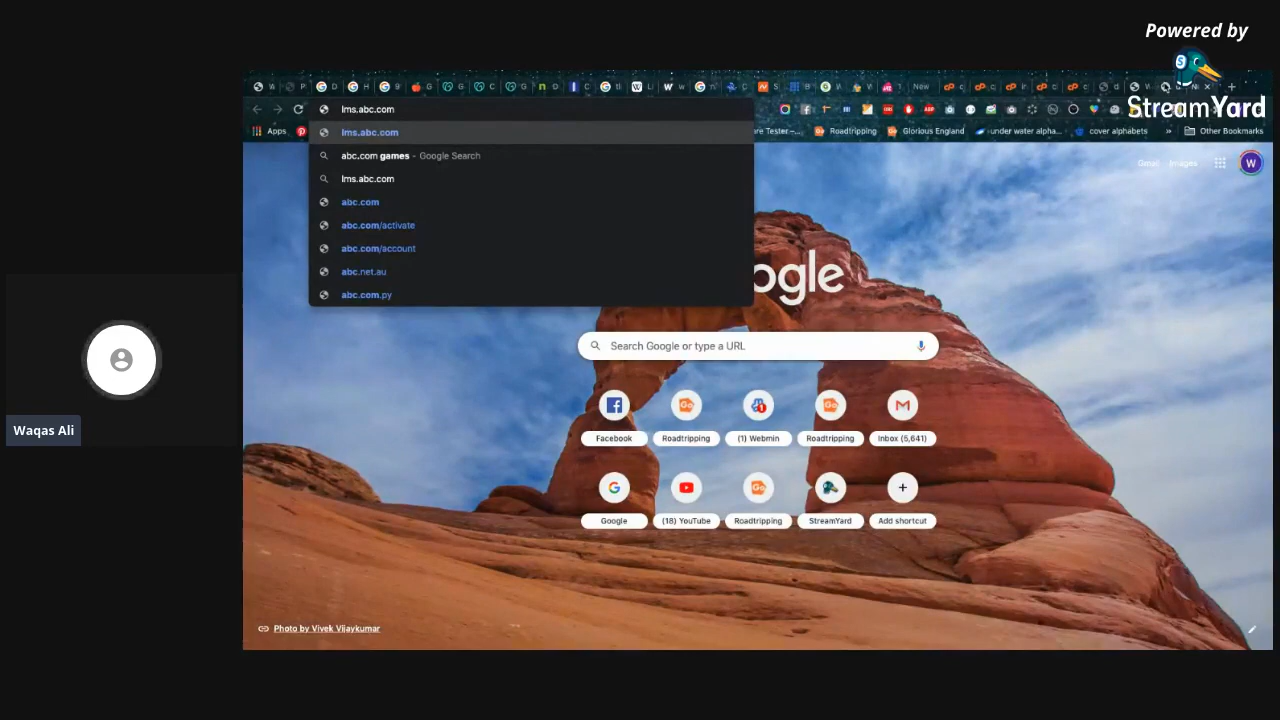 Powered by
StreamYard
lms.abc.com
Apps
Roadtripping
Glorious England
under water alpha...
cover alphabets
»
Other Bookmarks
lms.abc.com
abc.com games - Google Search
lms.abc.com
abc.com
abc.com/activate
abc.com/account
abc.net.au
abc.com.py
Gmail
Images
W
ogle
Search Google or type a URL
Facebook
Roadtripping
(1) Webmin
Roadtripping
Inbox (5,641)
Google
(18) YouTube
Roadtripping
StreamYard
Add shortcut
Waqas Ali
Photo by Vivek Vijaykumar